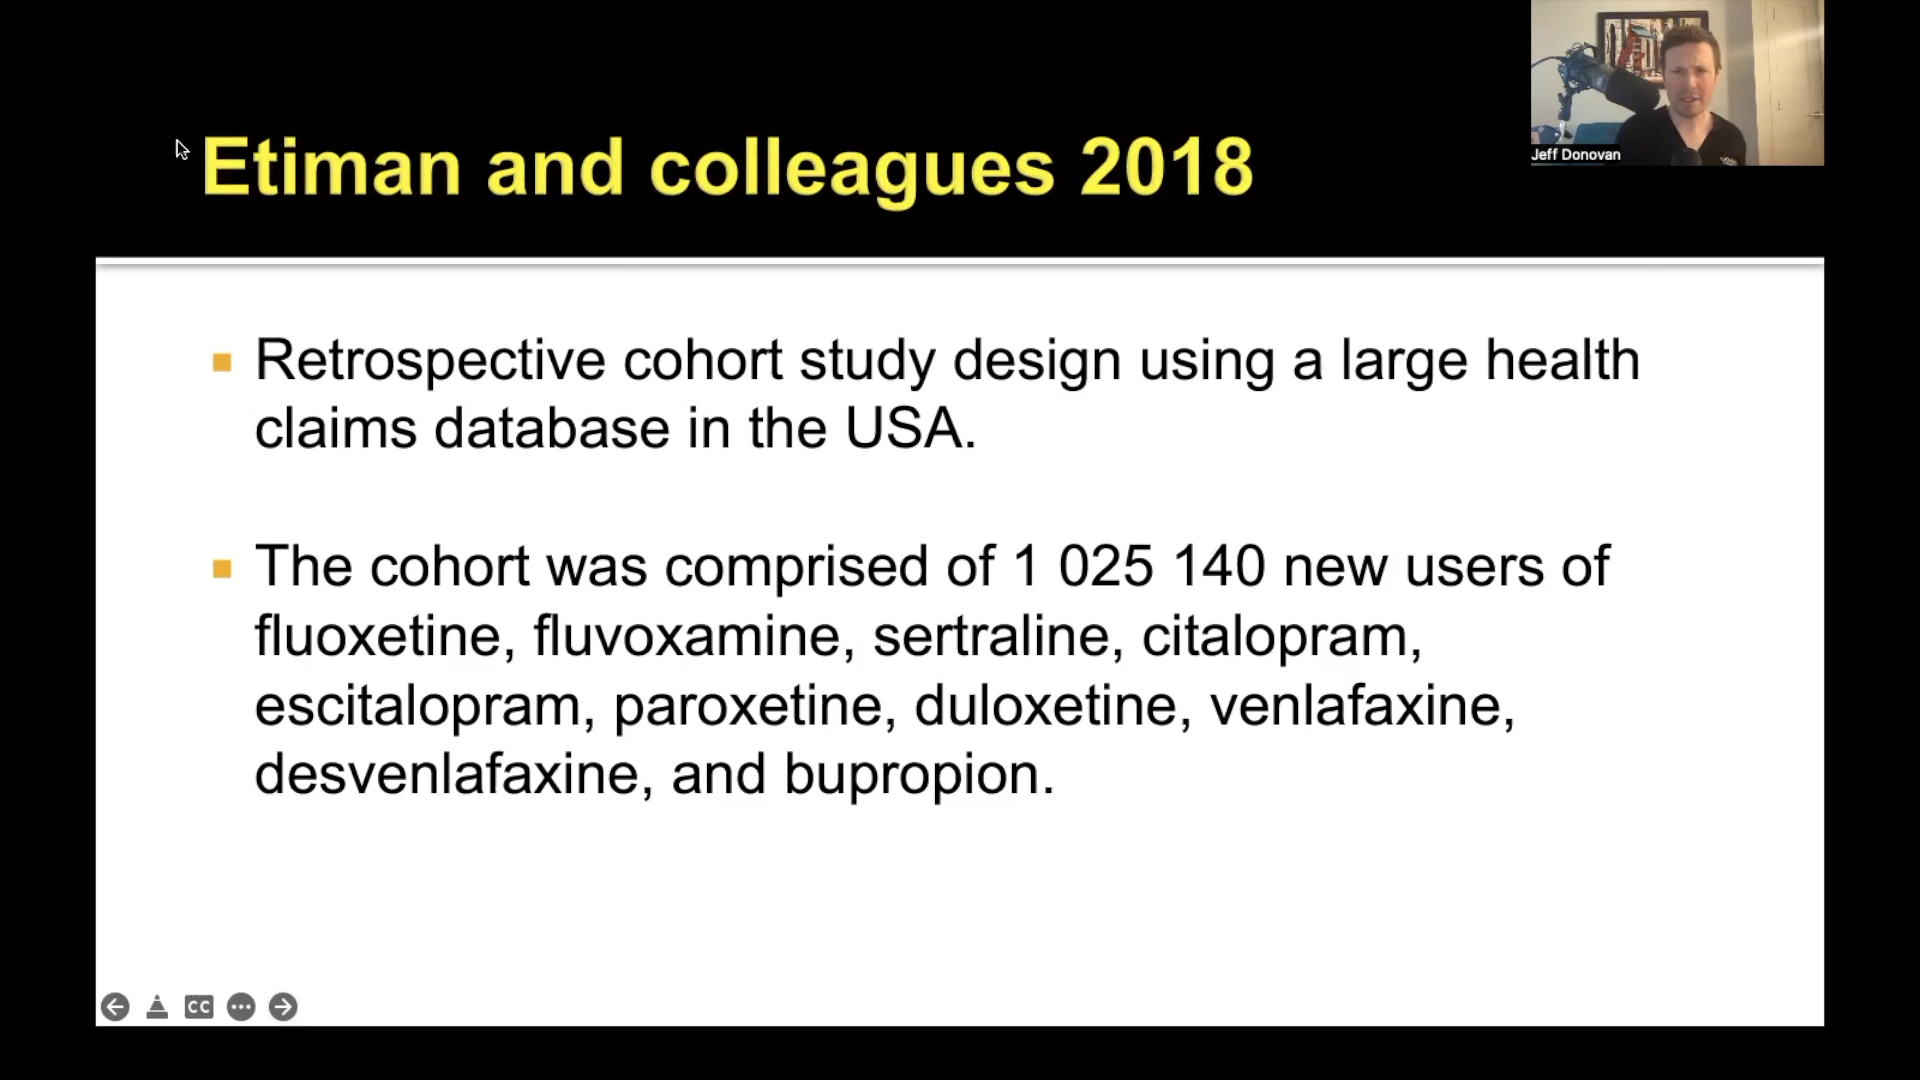 Etiman and colleagues 2018
Jeff Donovan
Retrospective cohort study design using a large health
claims database in the USA.
The cohort was comprised of 1 025 140 new users of
fluoxetine, fluvoxamine, sertraline, citalopram,
escitalopram, paroxetine, duloxetine, venlafaxine,
desvenlafaxine, and bupropion.
CC